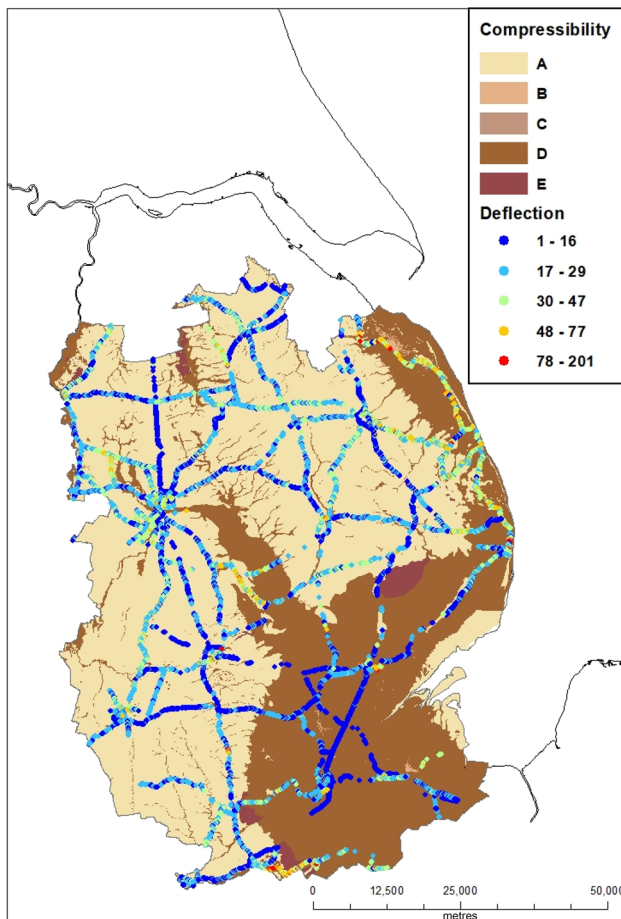 Compressibility
A
B
C
D
E
Deflection
1 - 16
17 - 29
30 - 47
48 - 77
78 - 201
0 12,500 25,000 50,000
metres